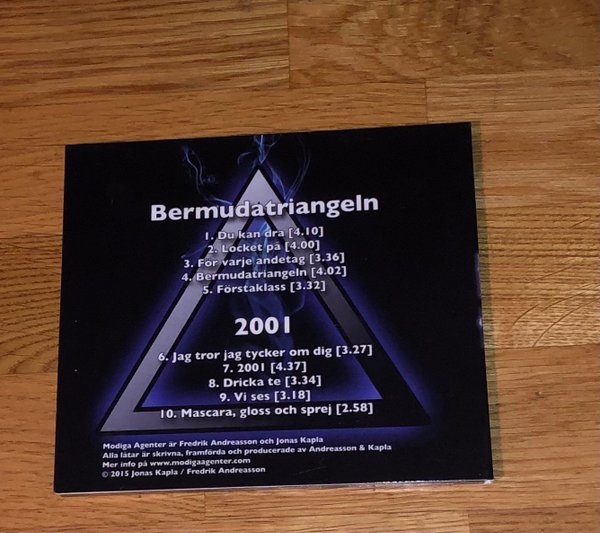 Bermudatriangeln
1. Du kan dra [4.10]
2. Locket på [4.00]
3. För varje andetag [3.36]
4. Bermudatriangeln [4.02]
5. Förstaklass [3.32]
2001
6. Jag tror jag tycker om dig [3.27]
7. 2001 [4.37]
8. Dricka te [3.34]
9. Vi ses [3.18]
10. Mascara, gloss och sprej [2.58]
Modiga Agenter är Fredrik Andreasson och Jonas Kapla
Alla låtar är skrivna, framförda och producerade av Andreasson & Kapla
Mer info på www.modigaagenter.com
© 2015 Jonas Kapla / Fredrik Andreasson